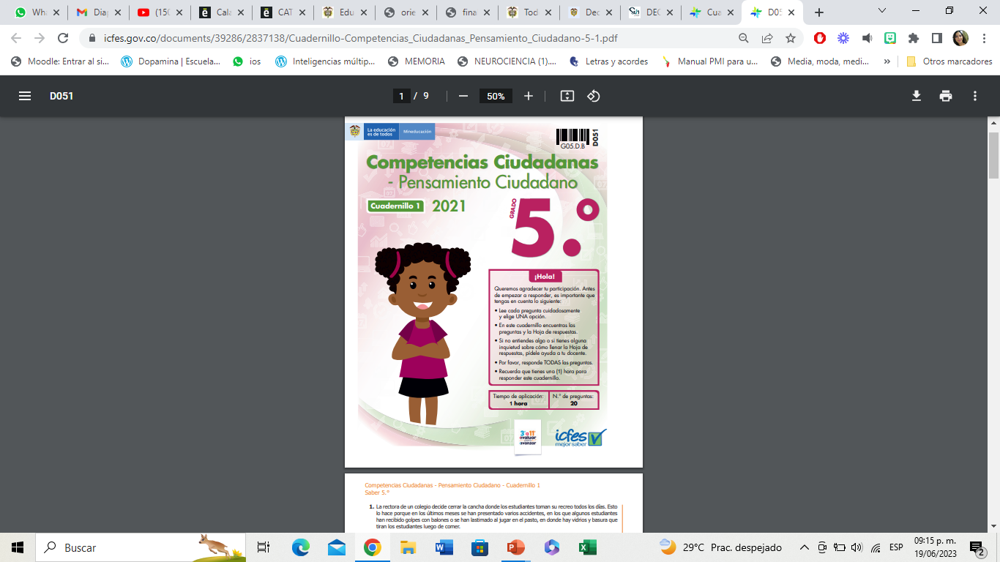 Wha
Diap
(150
Cala
CAT
Edu
orie
fina
Tod
Dec
DEC
Cua
D05
icfes.gov.co/documents/39286/2837138/Cuadernillo-Competencias_Ciudadanas_Pensamiento_Ciudadano-5-1.pdf
Moodle: Entrar al si...
Dopamina | Escuela...
ios
Inteligencias múltip...
MEMORIA
NEUROCIENCIA (1)....
Letras y acordes
Manual PMI para u...
Media, moda, medi...
»
Otros marcadores
D051
1 / 9
50%
La educación
es de todos
Mineducación
G05.D.B
D051
Competencias Ciudadanas
- Pensamiento Ciudadano
Cuadernillo 1 2021
GRADO
5.°
¡Hola!
Queremos agradecer tu participación. Antes
de empezar a responder, es importante que
tengas en cuenta lo siguiente:
• Lee cada pregunta cuidadosamente
y elige UNA opción.
• En este cuadernillo encuentras las
preguntas y la Hoja de respuestas.
• Si no entiendes algo o si tienes alguna
inquietud sobre cómo llenar la Hoja de
respuestas, pídele ayuda a tu docente.
• Por favor, responde TODAS las preguntas.
• Recuerda que tienes una (1) hora para
responder este cuadernillo.
Tiempo de aplicación:
1 hora
N.° de preguntas:
20
3°a11°
evaluar
para
avanzar
icfes
mejor saber
Competencias Ciudadanas - Pensamiento Ciudadano - Cuadernillo 1
Saber 5.°
1. La rectora de un colegio decide cerrar la cancha donde los estudiantes toman su recreo todos los días. Esto
lo hace porque en los últimos meses se han presentado varios accidentes, en los que algunos estudiantes
han recibido golpes con balones o se han lastimado al jugar en el pasto, en donde hay vidrios y basura que
tiran los estudiantes luego de comer.
Buscar
29°C Prac. despejado
ESP
09:15 p. m.
19/06/2023
2